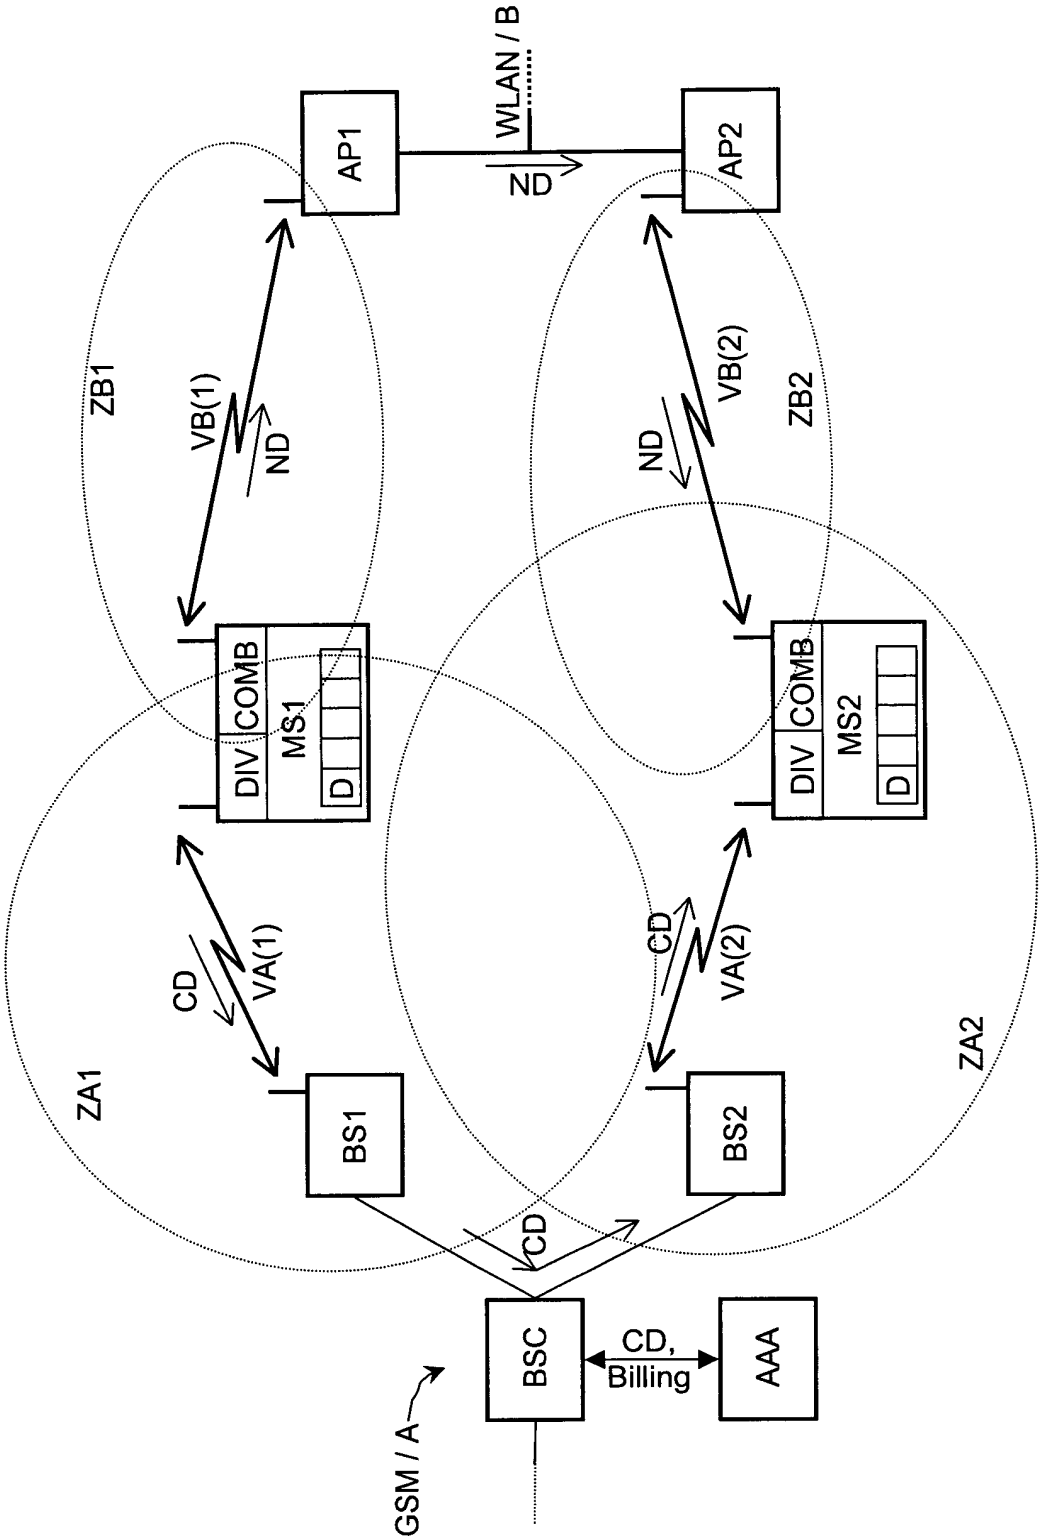 GSM / A
BSC
CD,
Billing
AAA
CD
ZA1
BS1
BS2
ZA2
CD
VA(1)
CD
VA(2)
DIV
COMB
MS1
D
DIV
COMB
MS2
D
ZB1
VB(1)
ND
ND
VB(2)
ZB2
AP1
ND
WLAN / B
AP2